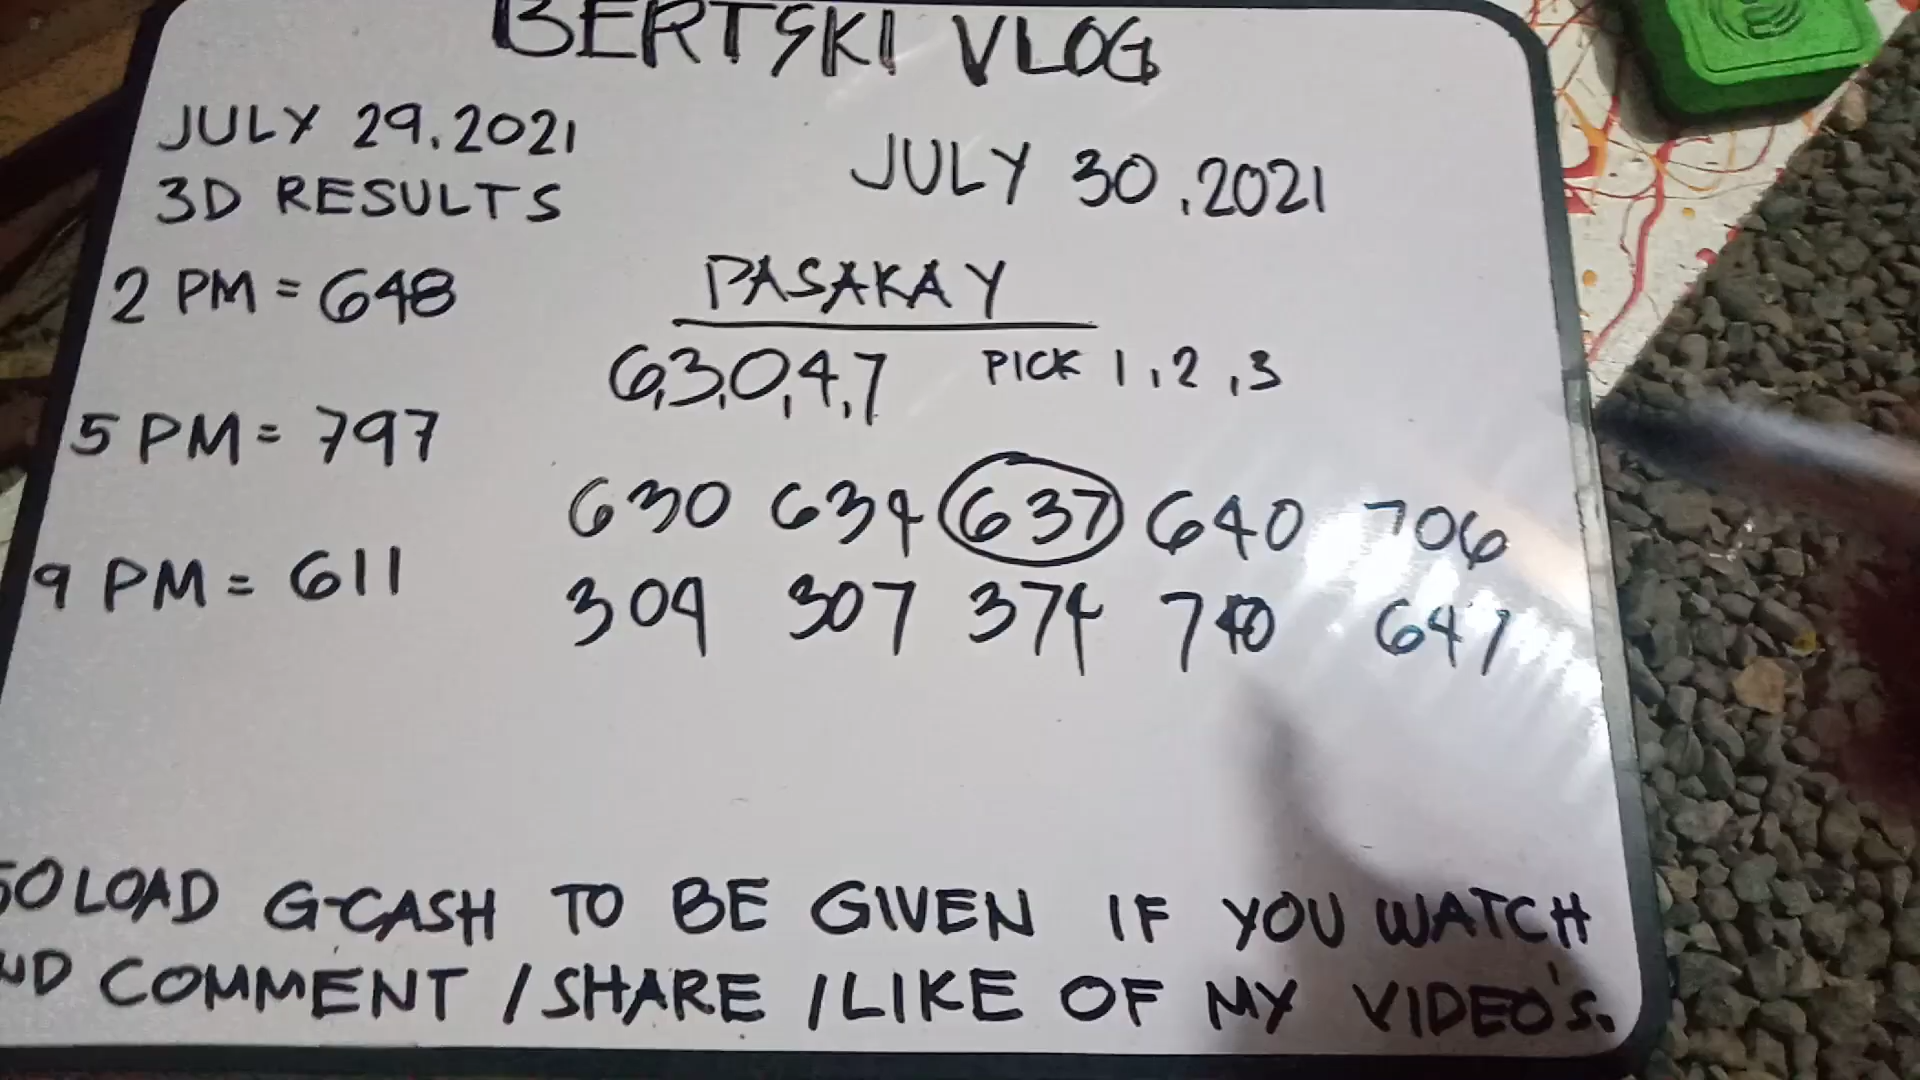 BERTSKI VLOG
JULY 29.2021
3D RESULTS
2 PM = 648
5 PM = 797
9 PM = 611
JULY 30.2021
PASAKAY
6,3,0,4,7 PICK 1,2,3
630 634 637 640 706
304 307 374 740 647
50 LOAD G-CASH TO BE GIVEN IF YOU WATCH
ND COMMENT / SHARE / LIKE OF MY VIDEO'S.